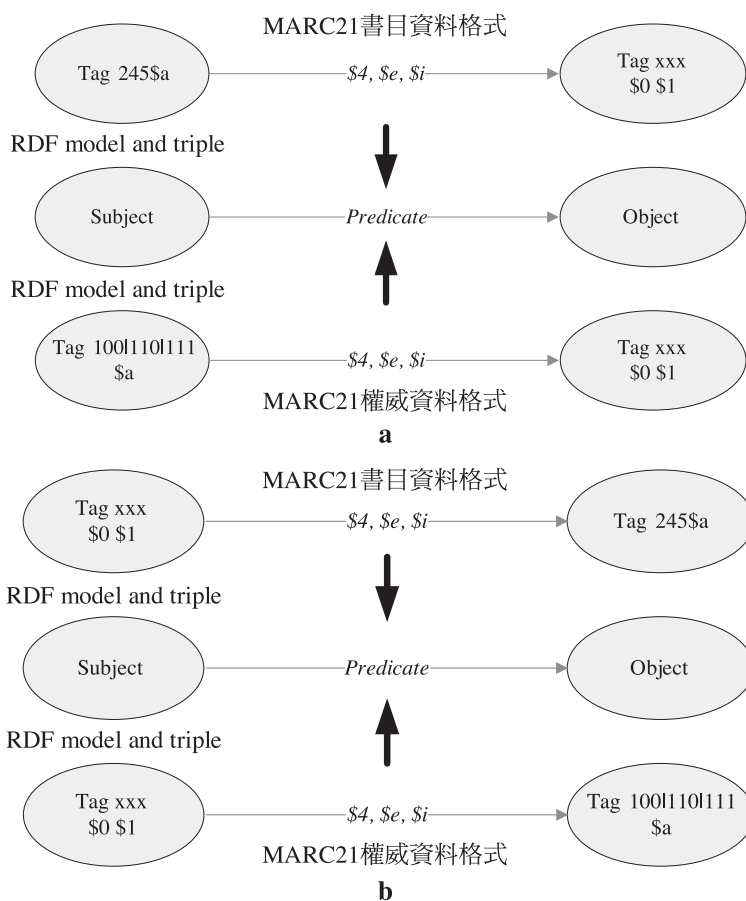 MARC21書目資料格式
Tag 245$a
$4, $e, $i
Tag xxx
$0 $1
RDF model and triple
Subject
Predicate
Object
RDF model and triple
Tag 100|110|111
$a
$4, $e, $i
Tag xxx
$0 $1
MARC21權威資料格式
a
MARC21書目資料格式
Tag xxx
$0 $1
$4, $e, $i
Tag 245$a
RDF model and triple
Subject
Predicate
Object
RDF model and triple
Tag xxx
$0 $1
$4, $e, $i
Tag 100|110|111
$a
MARC21權威資料格式
b